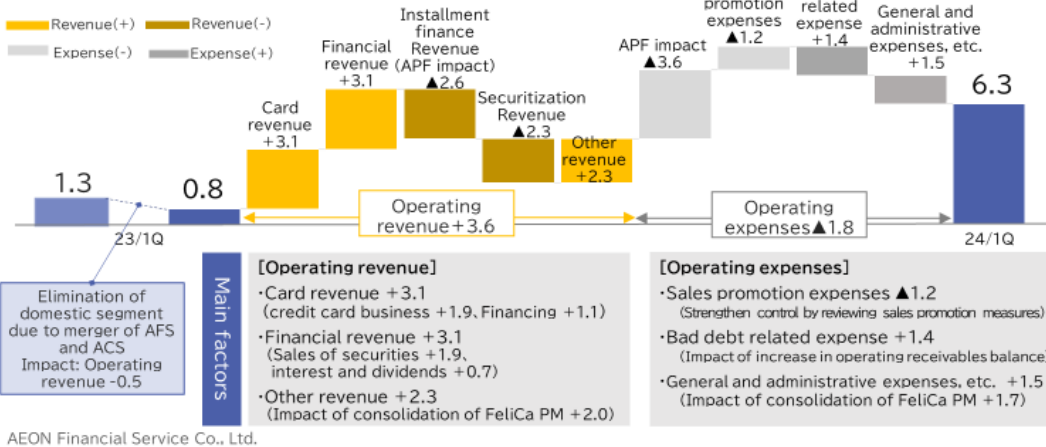 Revenue(+)
Revenue(-)
Expense(-)
Expense(+)
1.3
0.8
23/1Q
Card
revenue
+3.1
Financial
revenue
+3.1
Installment
finance
Revenue
(APF impact)
▲2.6
Securitization
Revenue
▲2.3
Other
revenue
+2.3
APF impact
▲3.6
promotion
expenses
▲1.2
related
expense
+1.4
General and
administrative
expenses, etc.
+1.5
6.3
24/1Q
Operating
revenue+3.6
Operating
expenses▲1.8
Elimination of
domestic segment
due to merger of AFS
and ACS
Impact: Operating
revenue -0.5
Main factors
[Operating revenue]
・Card revenue +3.1
(credit card business +1.9、Financing +1.1)
・Financial revenue +3.1
(Sales of securities +1.9、
interest and dividends +0.7)
・Other revenue +2.3
(Impact of consolidation of FeliCa PM +2.0)
[Operating expenses]
・Sales promotion expenses ▲1.2
(Strengthen control by reviewing sales promotion measures)
・Bad debt related expense +1.4
(Impact of increase in operating receivables balance)
・General and administrative expenses, etc. +1.5
(Impact of consolidation of FeliCa PM +1.7)
AEON Financial Service Co., Ltd.